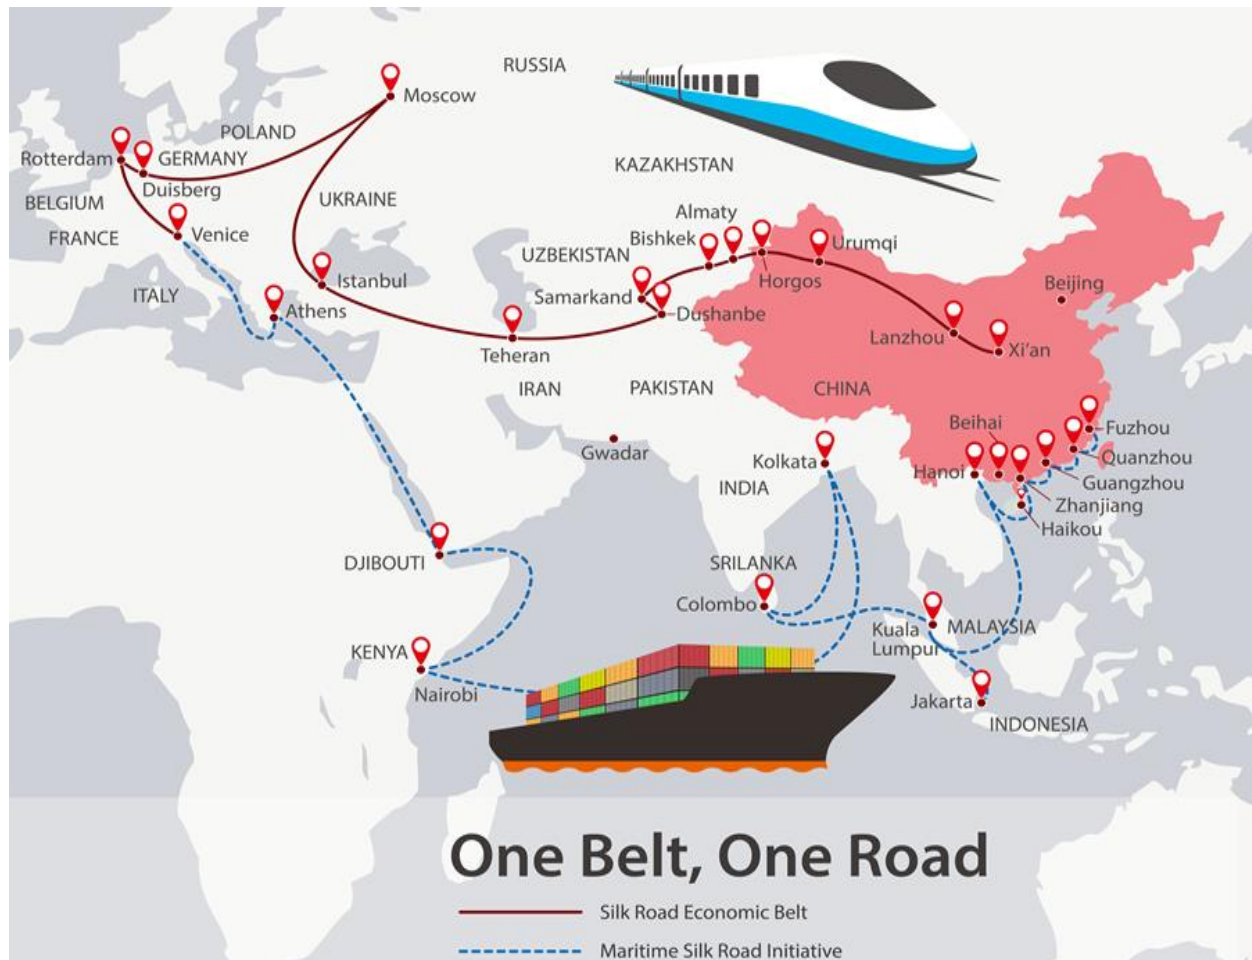 RUSSIA
Moscow
POLAND
Rotterdam
GERMANY
Duisberg
KAZAKHSTAN
BELGIUM
UKRAINE
FRANCE
Venice
Almaty
Bishkek
Urumqi
UZBEKISTAN
Horgos
Istanbul
Beijing
ITALY
Athens
Samarkand
Dushanbe
Lanzhou
Xi'an
Teheran
IRAN
PAKISTAN
CHINA
Beihai
Fuzhou
Gwadar
Kolkata
Hanoi
Quanzhou
INDIA
Guangzhou
Zhanjiang
Haikou
DJIBOUTI
SRILANKA
Colombo
Kuala
Lumpur
MALAYSIA
KENYA
Nairobi
Jakarta
INDONESIA
One Belt, One Road
Silk Road Economic Belt
Maritime Silk Road Initiative